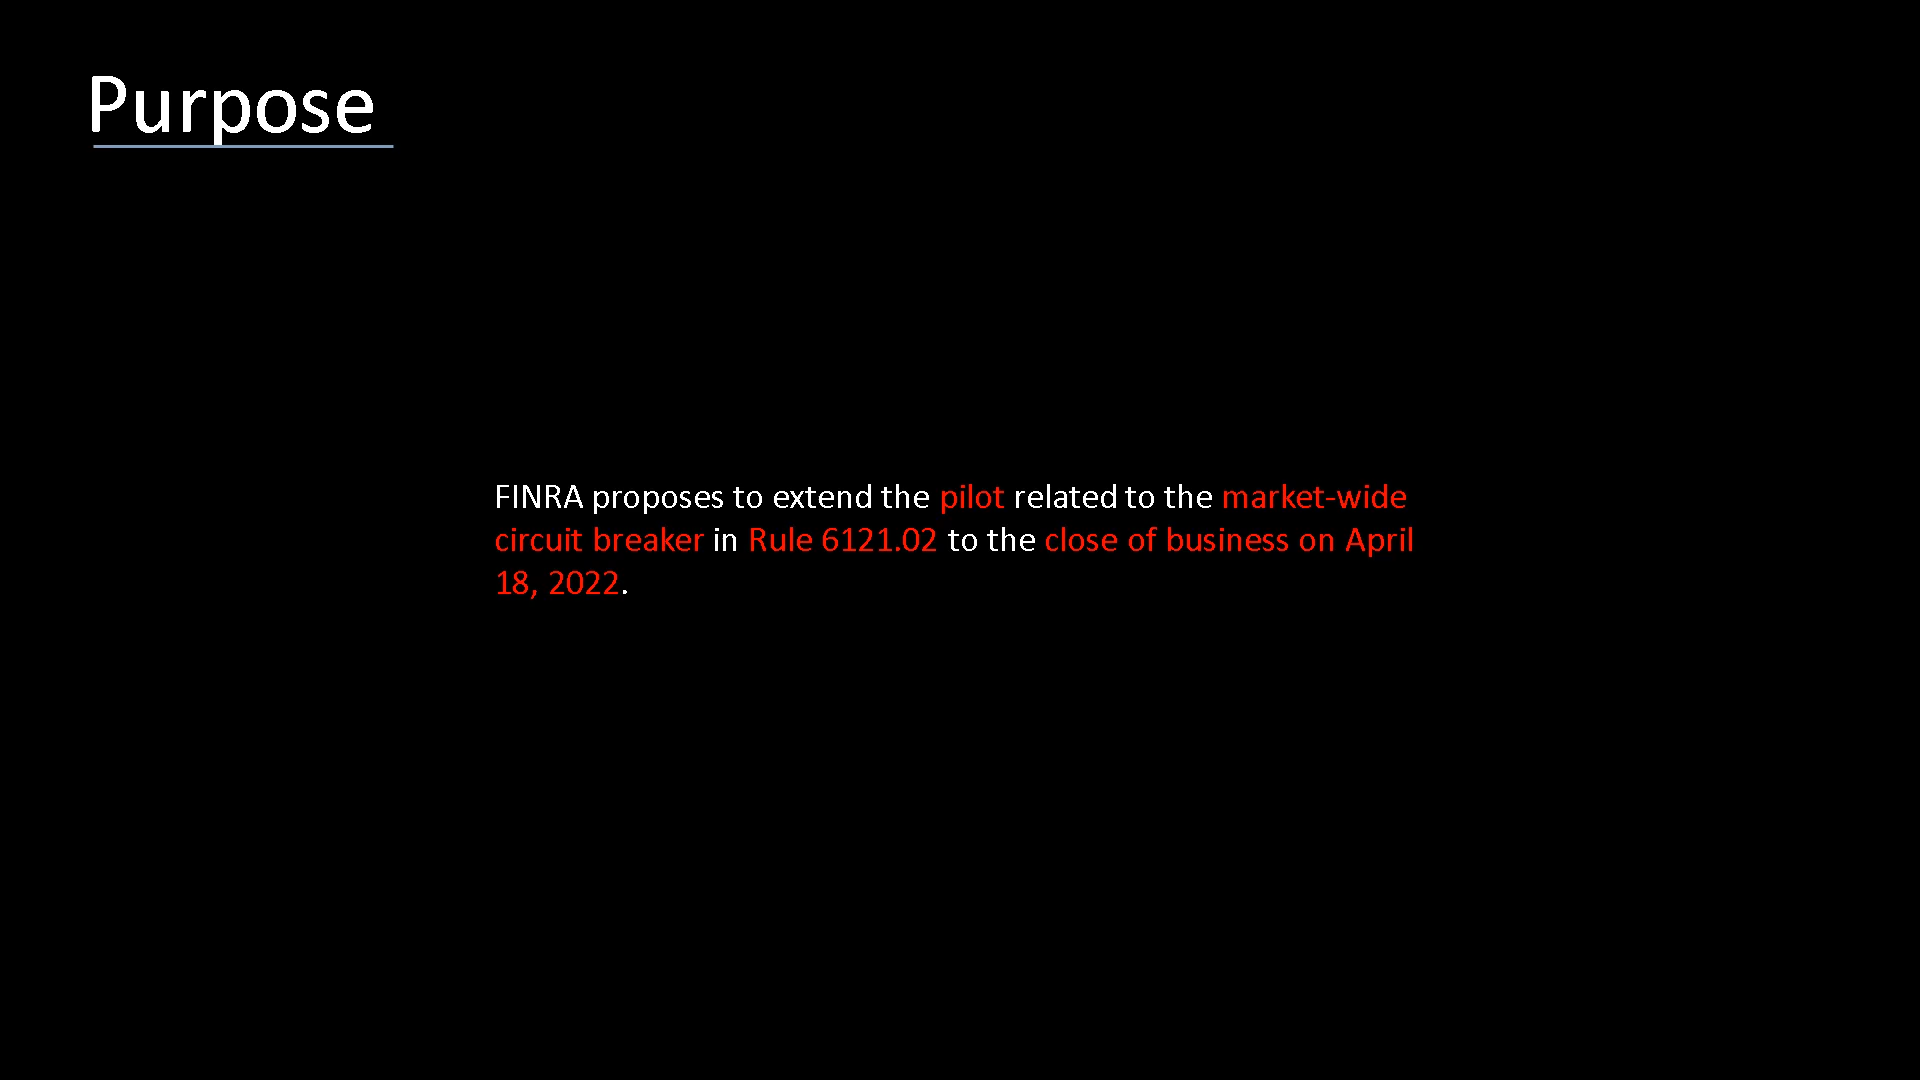 Purpose
FINRA proposes to extend the pilot related to the market-wide
circuit breaker in Rule 6121.02 to the close of business on April
18, 2022.